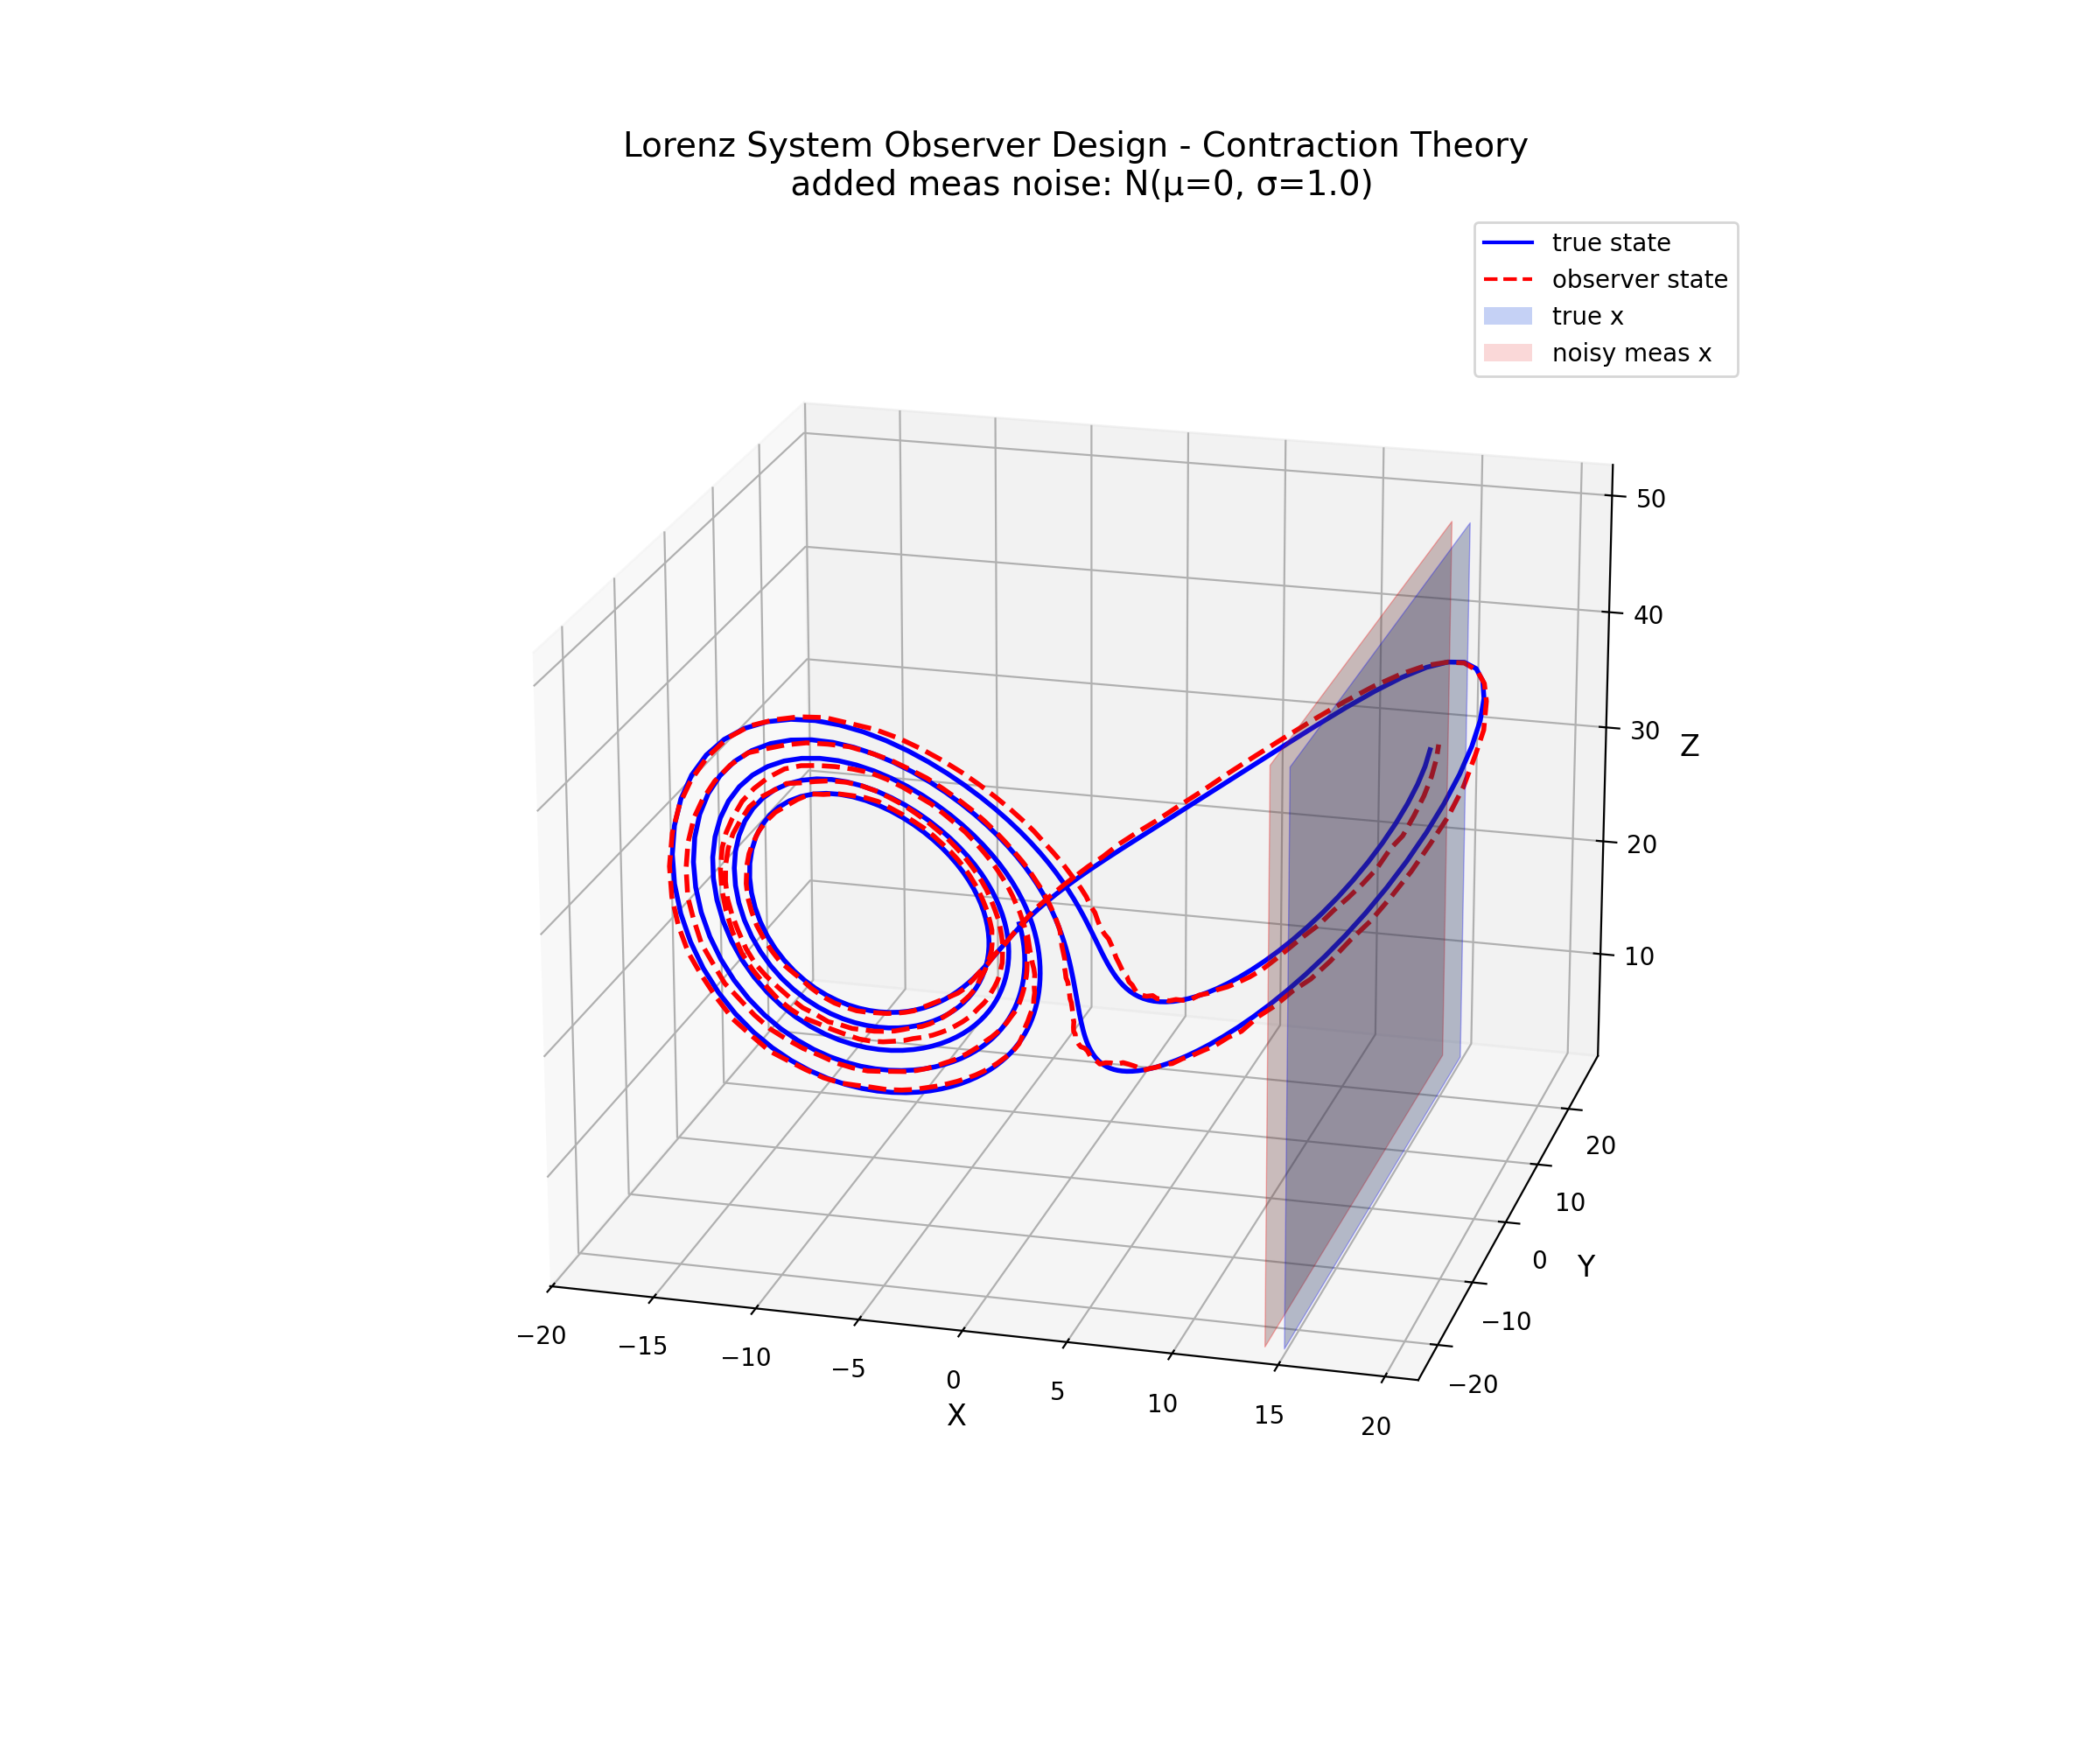 Lorenz System Observer Design - Contraction Theory
added meas noise: N(μ=0, σ=1.0)
true state
observer state
true x
noisy meas x
50
40
30
Z
20
10
20
10
0
Y
−10
−20
−20
−15
−10
−5
0
5
10
15
20
X